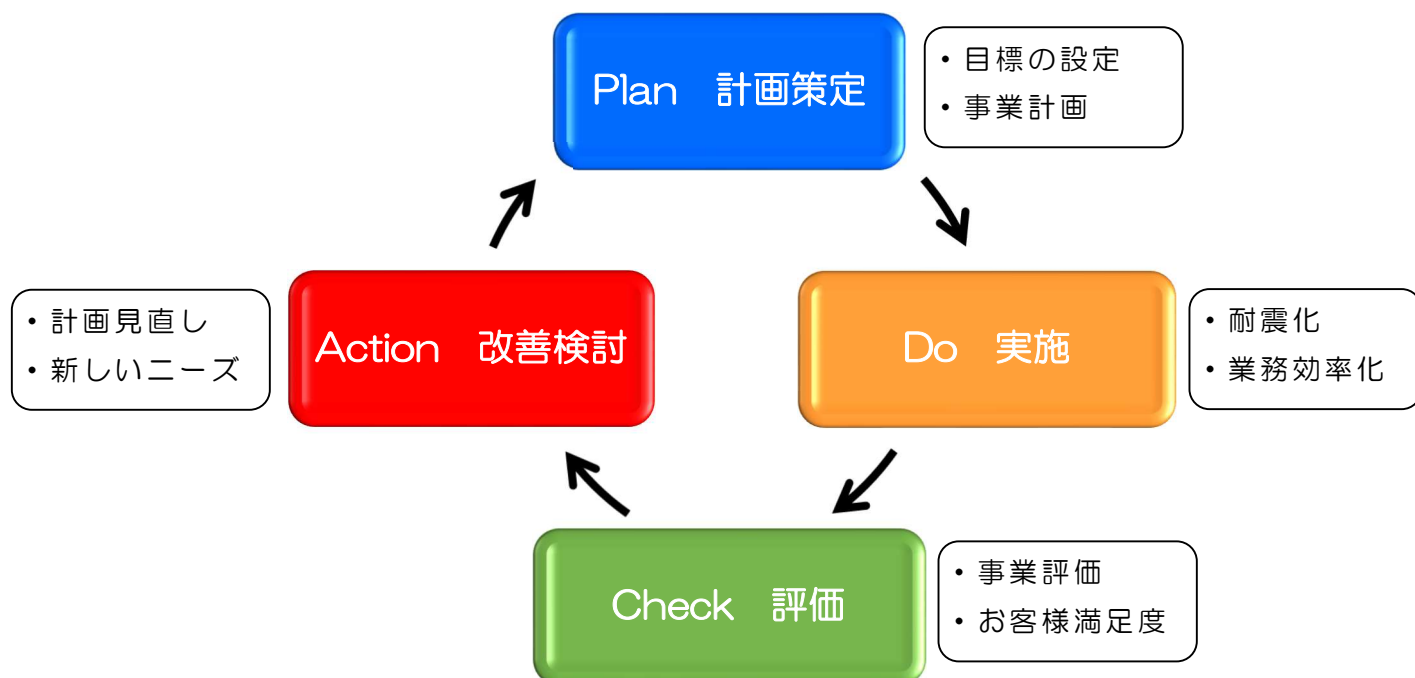 Plan 計画策定
・目標の設定
・事業計画
Action 改善検討
・計画見直し
・新しいニーズ
Do 実施
・耐震化
・業務効率化
Check 評価
・事業評価
・お客様満足度